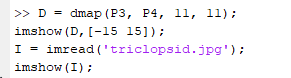 >> D = dmap(P3, P4, 11, 11);
imshow(D,[-15 15]);
I = imread('triclopsid.jpg');
imshow(I);